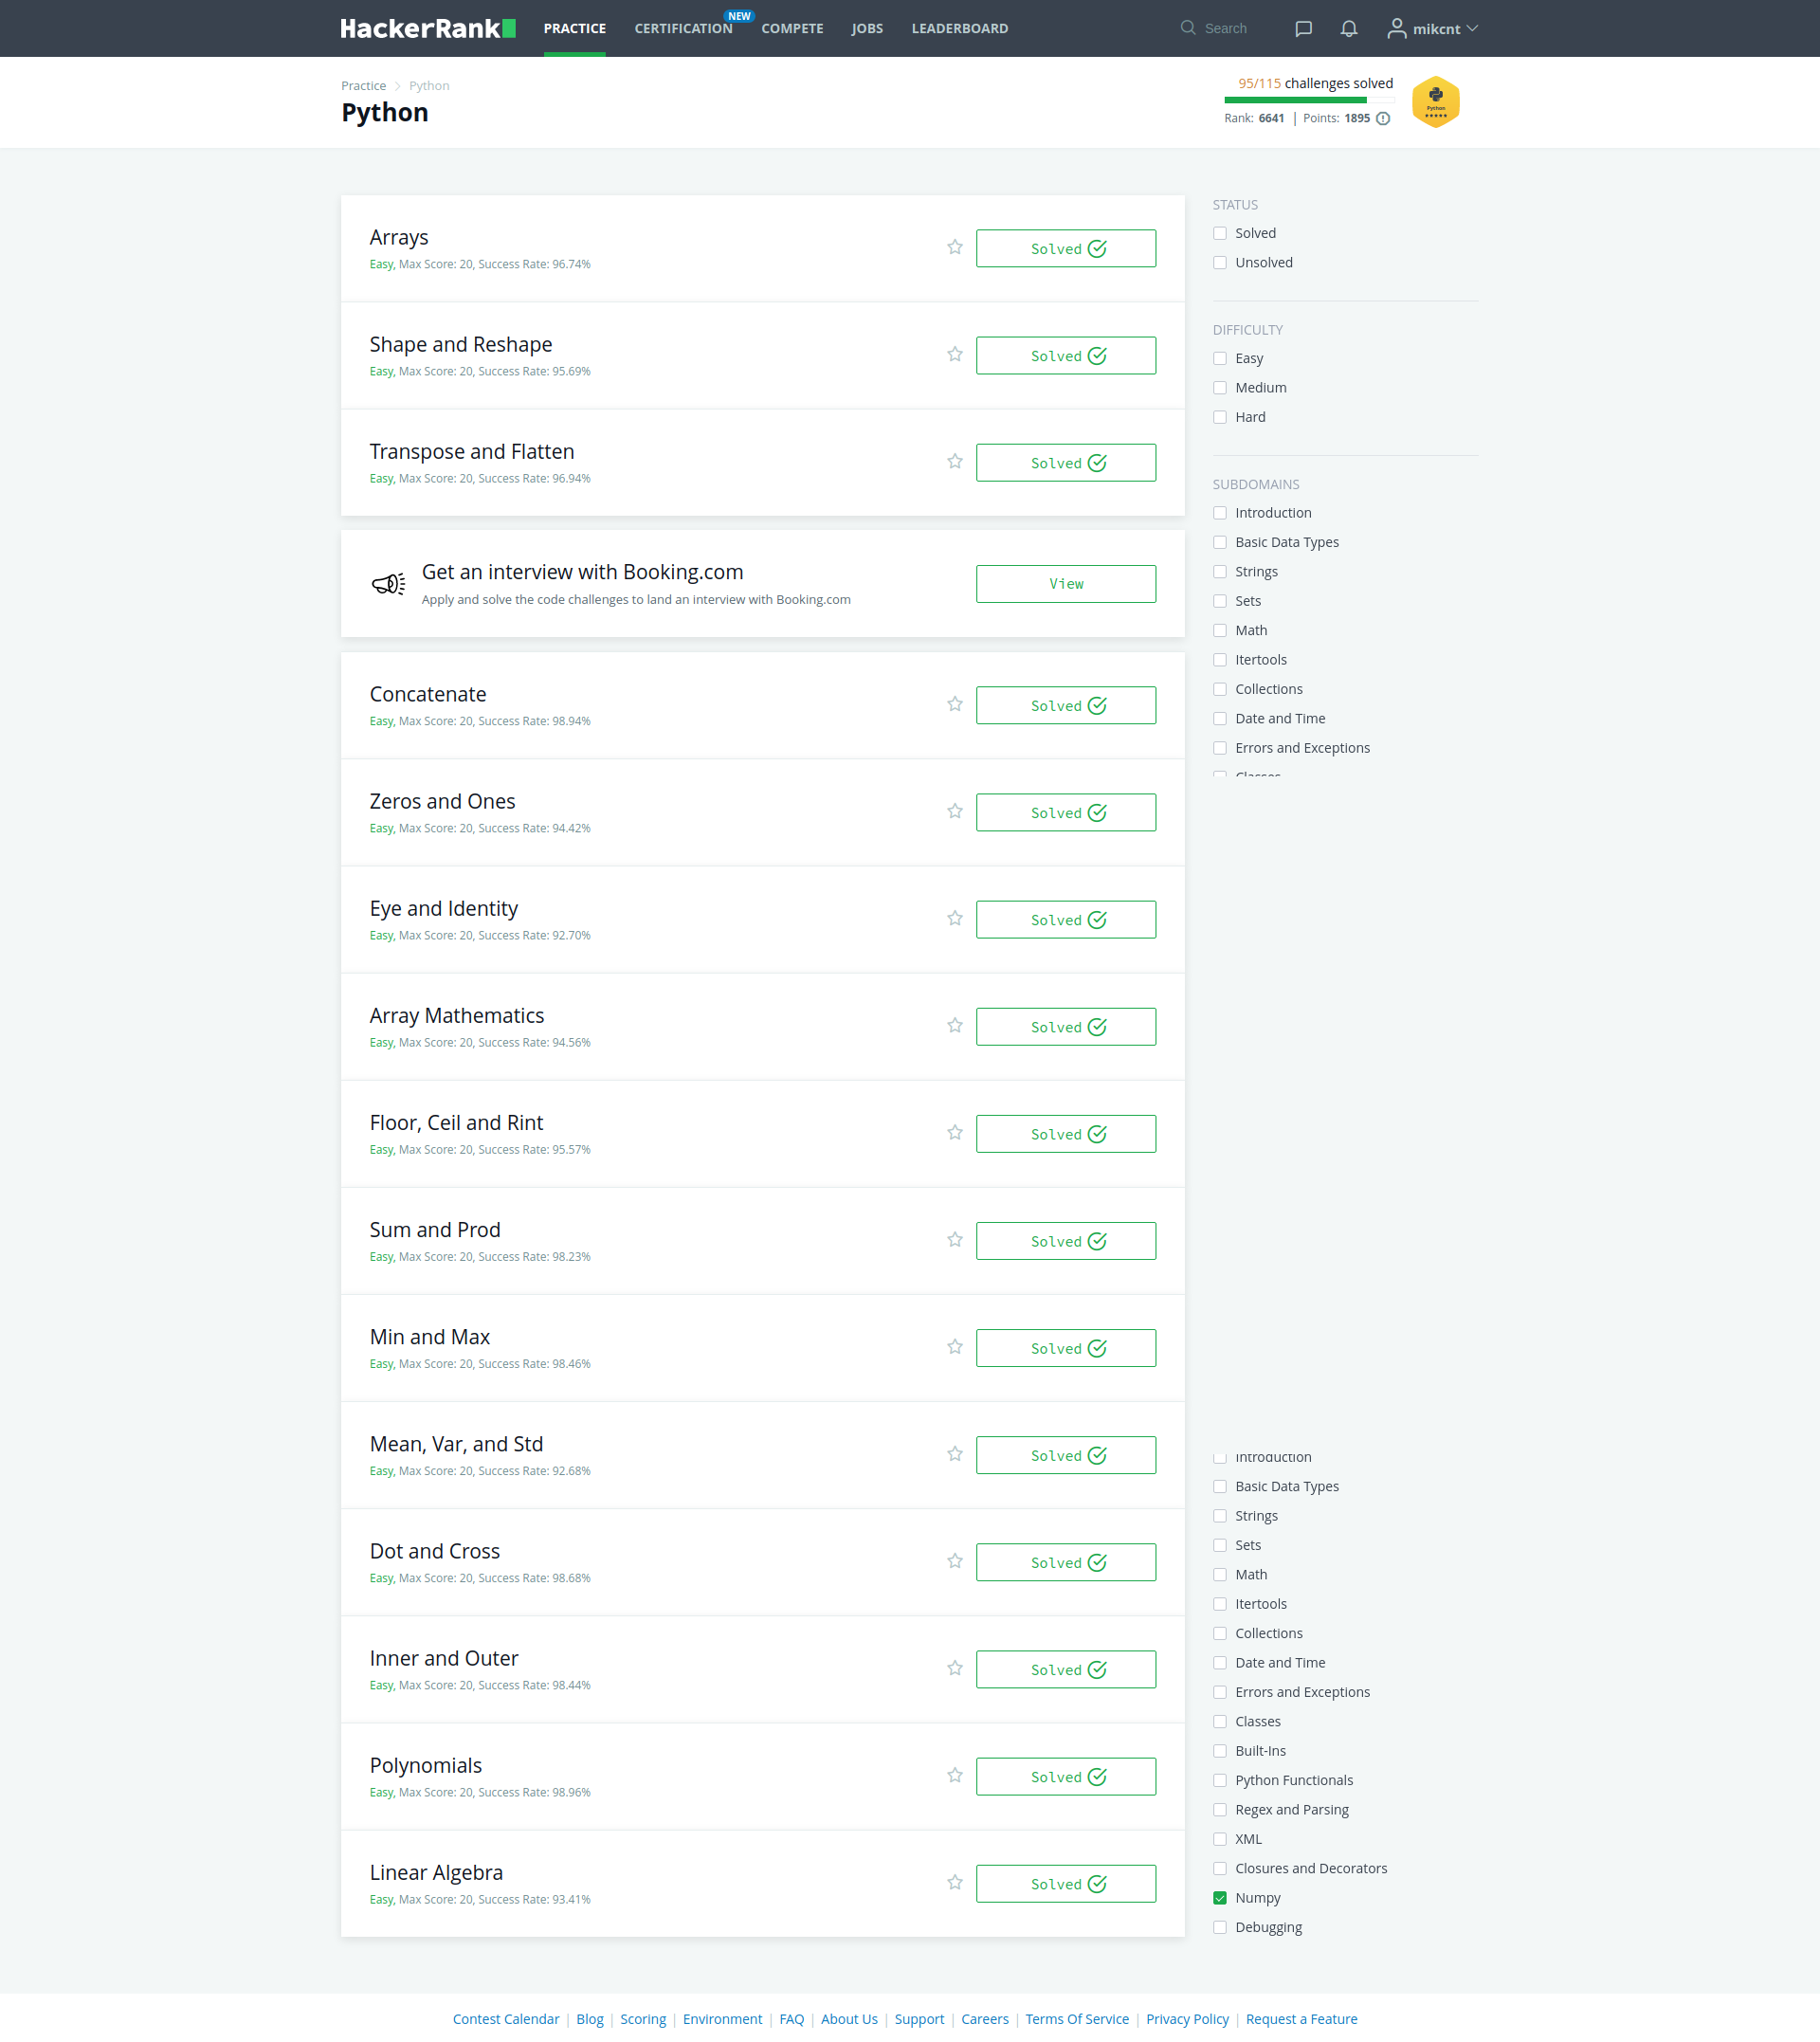 HackerRank
PRACTICE
CERTIFICATION
NEW
COMPETE
JOBS
LEADERBOARD
Search
mikcnt
Practice
Python
Python
95/115 challenges solved
Rank: 6641 | Points: 1895
Python
Arrays
Easy, Max Score: 20, Success Rate: 96.74%
Solved
Shape and Reshape
Easy, Max Score: 20, Success Rate: 95.69%
Solved
Transpose and Flatten
Easy, Max Score: 20, Success Rate: 96.94%
Solved
Get an interview with Booking.com
Apply and solve the code challenges to land an interview with Booking.com
View
Concatenate
Easy, Max Score: 20, Success Rate: 98.94%
Solved
Zeros and Ones
Easy, Max Score: 20, Success Rate: 94.42%
Solved
Eye and Identity
Easy, Max Score: 20, Success Rate: 92.70%
Solved
Array Mathematics
Easy, Max Score: 20, Success Rate: 94.56%
Solved
Floor, Ceil and Rint
Easy, Max Score: 20, Success Rate: 95.57%
Solved
Sum and Prod
Easy, Max Score: 20, Success Rate: 98.23%
Solved
Min and Max
Easy, Max Score: 20, Success Rate: 98.46%
Solved
Mean, Var, and Std
Easy, Max Score: 20, Success Rate: 92.68%
Solved
Dot and Cross
Easy, Max Score: 20, Success Rate: 98.68%
Solved
Inner and Outer
Easy, Max Score: 20, Success Rate: 98.44%
Solved
Polynomials
Easy, Max Score: 20, Success Rate: 98.96%
Solved
Linear Algebra
Easy, Max Score: 20, Success Rate: 93.41%
Solved
STATUS
Solved
Unsolved
DIFFICULTY
Easy
Medium
Hard
SUBDOMAINS
Introduction
Basic Data Types
Strings
Sets
Math
Itertools
Collections
Date and Time
Errors and Exceptions
Classes
Introduction
Basic Data Types
Strings
Sets
Math
Itertools
Collections
Date and Time
Errors and Exceptions
Classes
Built-Ins
Python Functionals
Regex and Parsing
XML
Closures and Decorators
Numpy
Debugging
Contest Calendar | Blog | Scoring | Environment | FAQ | About Us | Support | Careers | Terms Of Service | Privacy Policy | Request a Feature